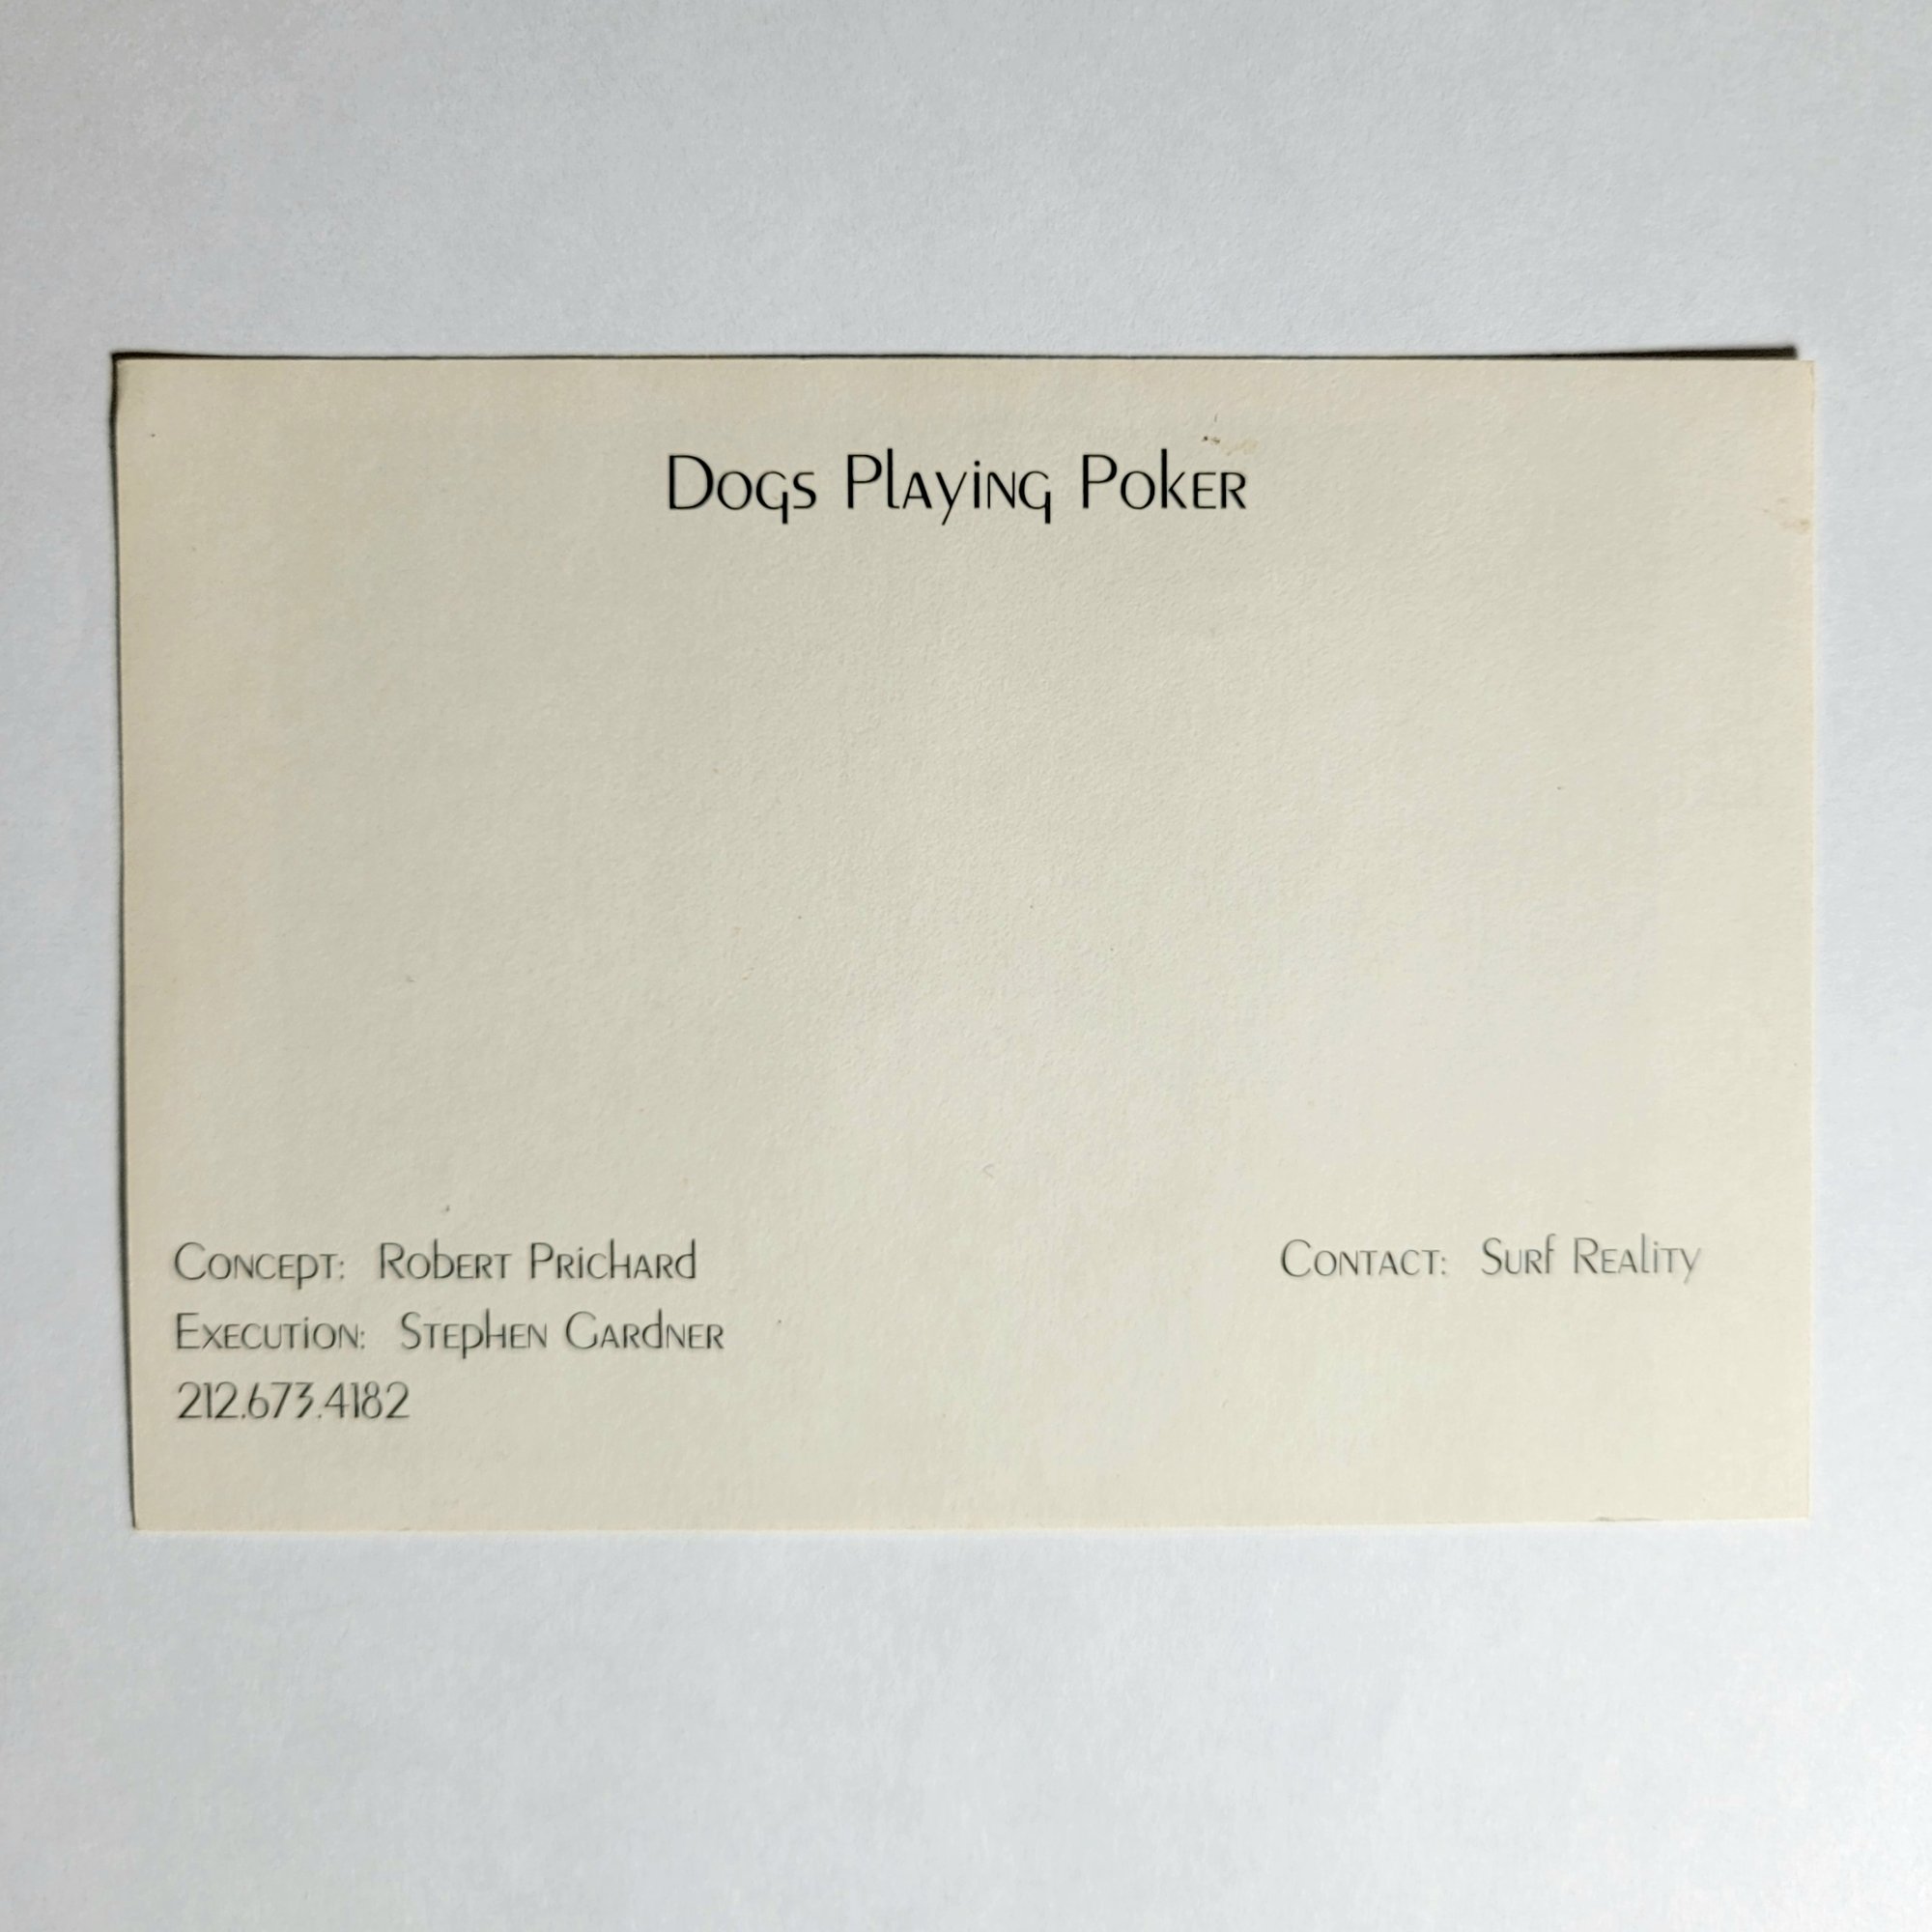 Dogs Playing Poker
Concept: Robert Prichard
Execution: Stephen Gardner
212.673.4182
Contact: Surf Reality